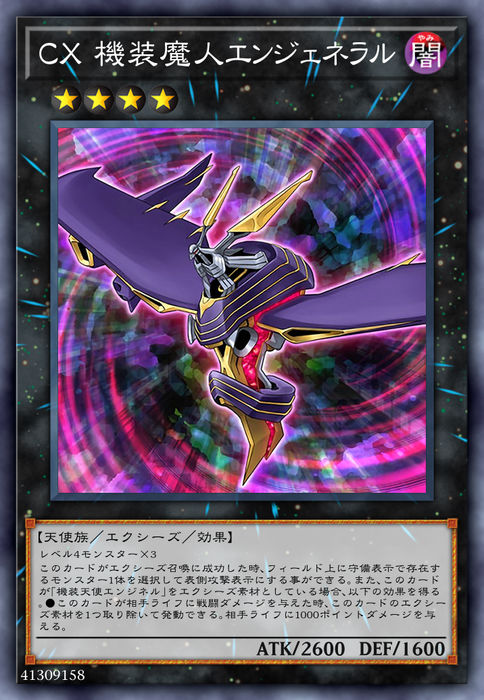 CX 機装魔人エンジェネラル
やみ
闇
【天使族／エクシーズ／効果】
レベル4モンスター×3
このカードがエクシーズ召喚に成功した時、フィールド上に守備表示で存在す
るモンスター1体を選択して表側攻撃表示にする事ができる。また、このカード
が「機装天使エンジネル」をエクシーズ素材としている場合、以下の効果を得る
。●このカードが相手ライフに戦闘ダメージを与えた時、このカードのエクシー
ズ素材を1つ取り除いて発動できる。相手ライフに1000ポイントダメージを与
える。
ATK/2600 DEF/1600
41309158